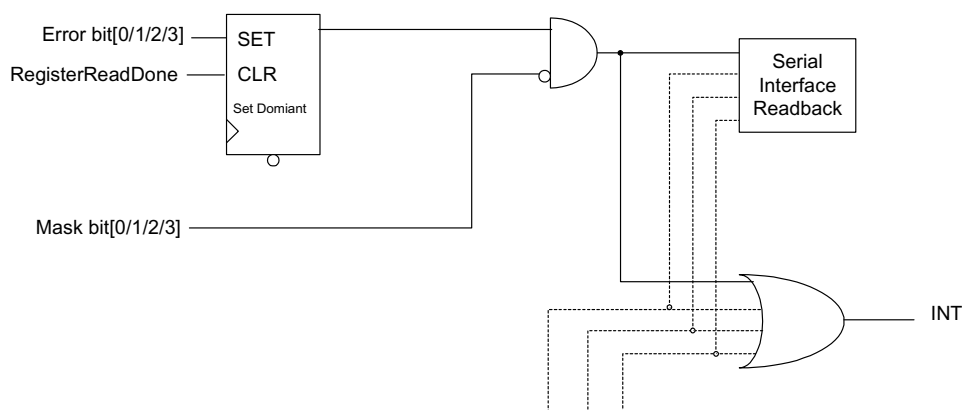 Error bit[0/1/2/3]
SET
RegisterReadDone
CLR
Set Domiant
Mask bit[0/1/2/3]
Serial
Interface
Readback
INT